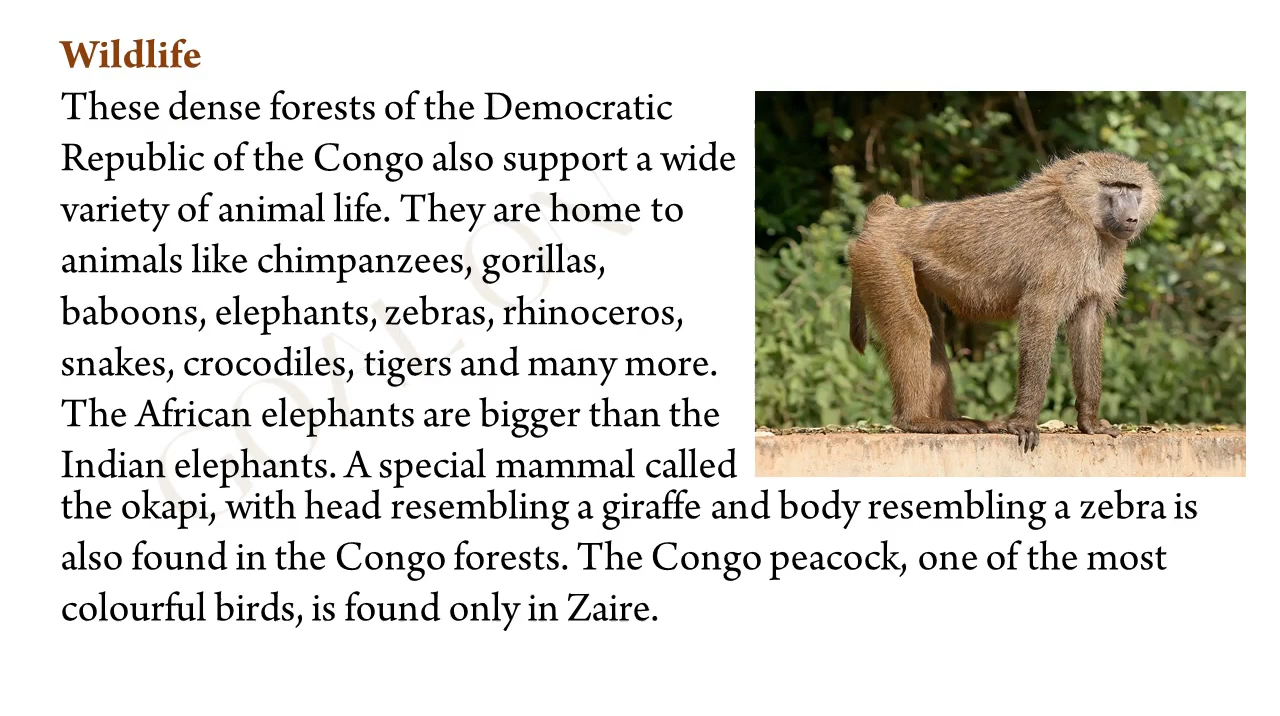 Wildlife
These dense forests of the Democratic
Republic of the Congo also support a wide
variety of animal life. They are home to
animals like chimpanzees, gorillas,
baboons, elephants, zebras, rhinoceros,
snakes, crocodiles, tigers and many more.
The African elephants are bigger than the
Indian elephants. A special mammal called
the okapi, with head resembling a giraffe and body resembling a zebra is
also found in the Congo forests. The Congo peacock, one of the most
colourful birds, is found only in Zaire.
GOAL ON